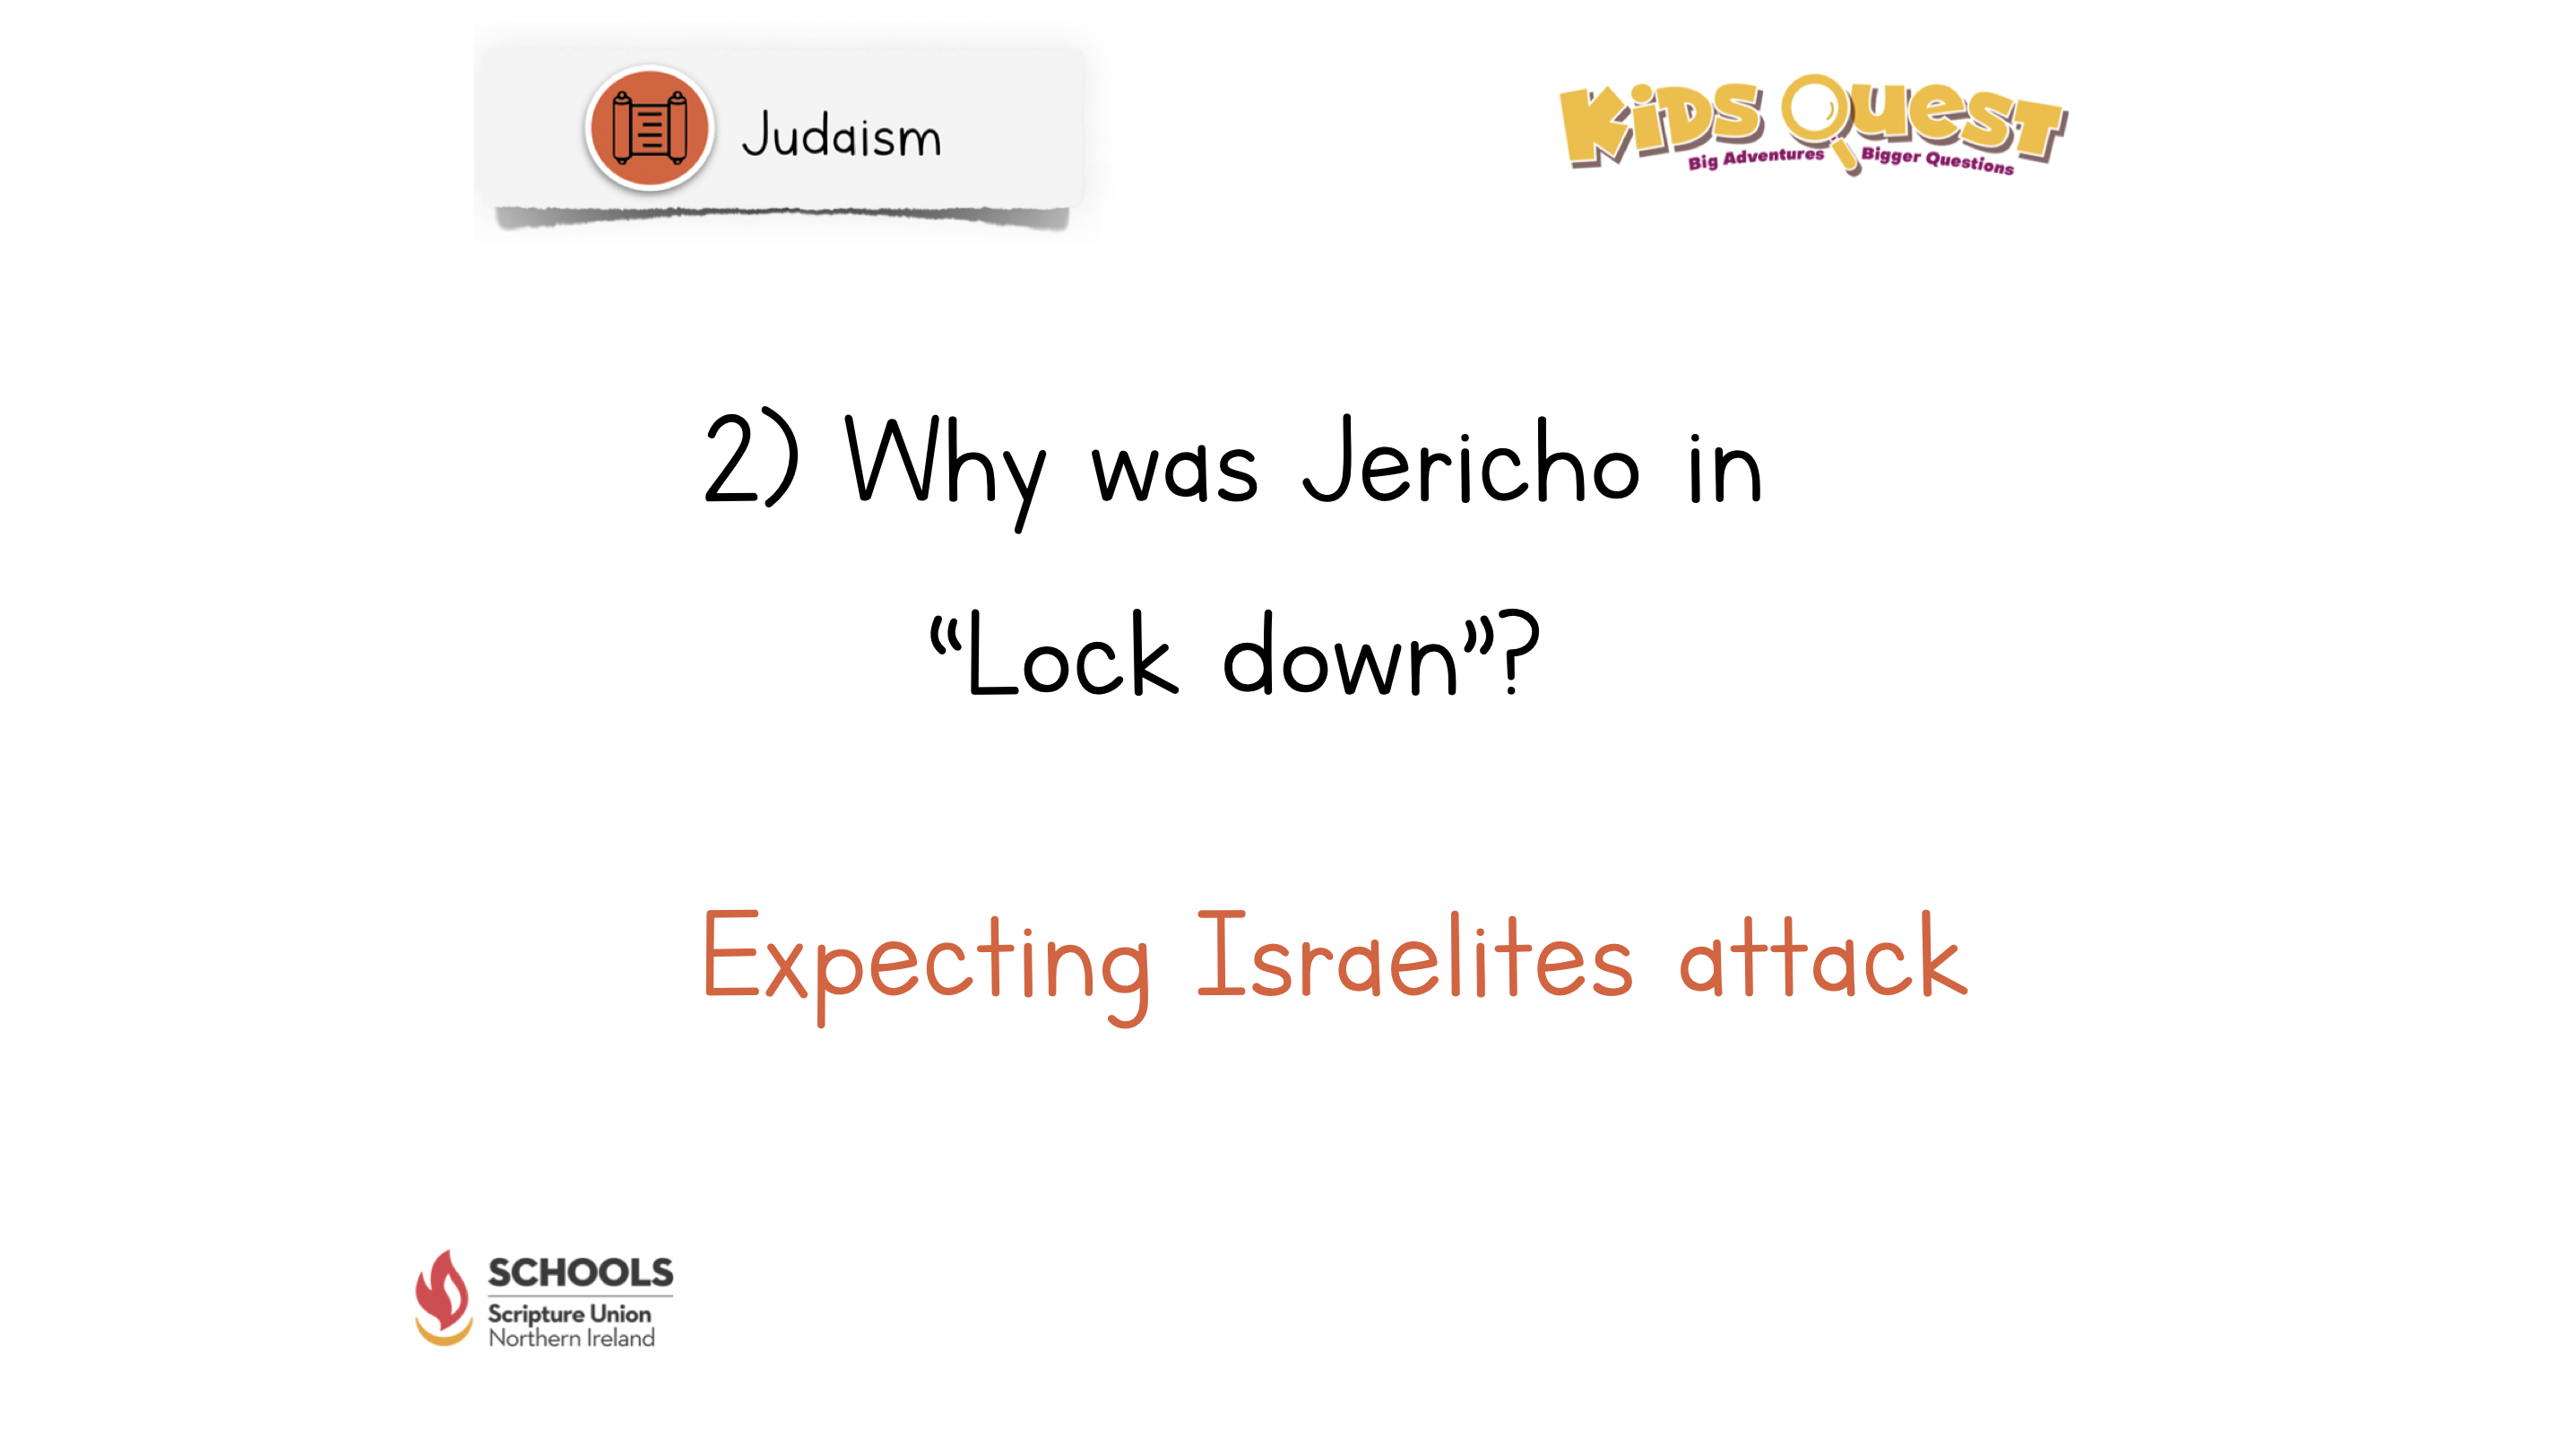 Judaism
KiDS QUEST
Big Adventures Bigger Questions
2) Why was Jericho in
“Lock down”?
Expecting Israelites attack
SCHOOLS
Scripture Union
Northern Ireland